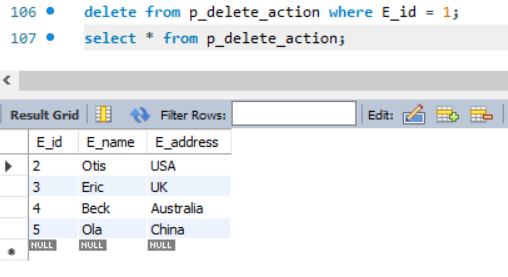 106 delete from p_delete_action where E_id = 1;
107 select * from p_delete_action;
Result Grid Filter Rows: Edit:
E_id E_name E_address
2 Otis USA
3 Eric UK
4 Beck Australia
5 Ola China
NULL NULL NULL